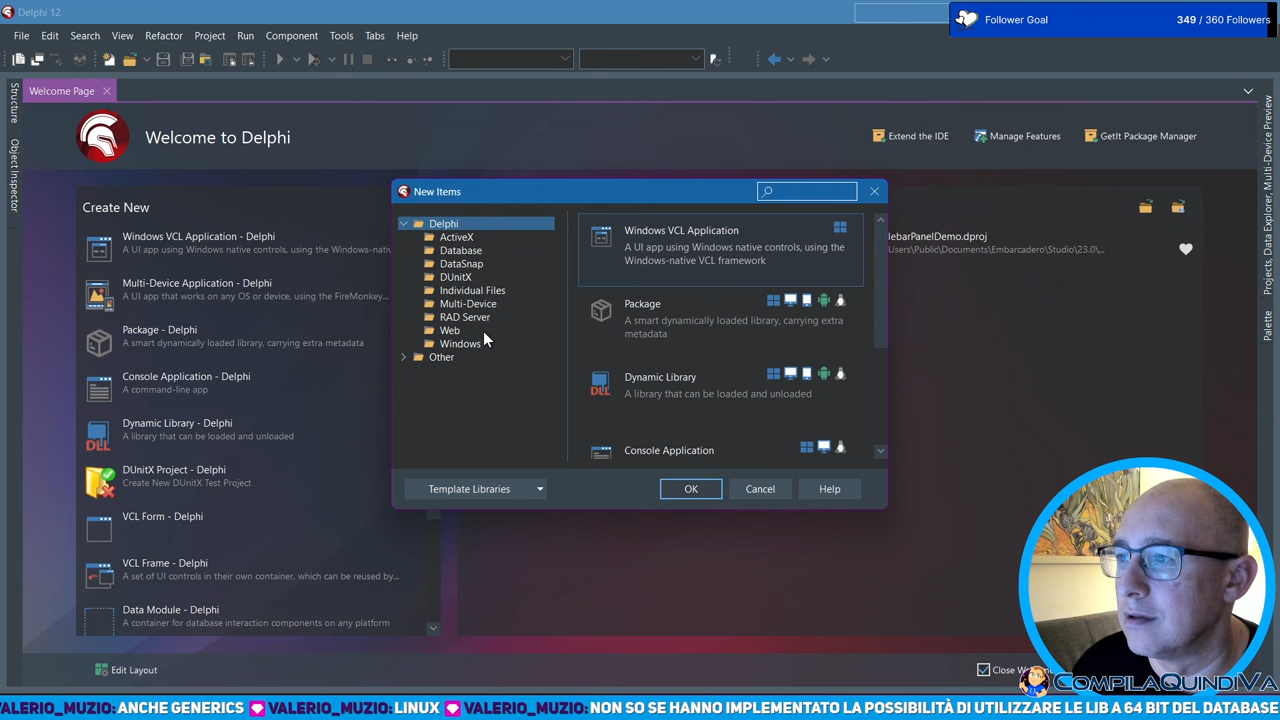 Delphi 12
Follower Goal
349 / 360 Followers
File Edit Search View Refactor Project Run Component Tools Tabs Help
Welcome Page
Structure
Object Inspector
Welcome to Delphi
Extend the IDE
Manage Features
GetIt Package Manager
Create New
Windows VCL Application - Delphi
A UI app using Windows native controls, using the Windows-native
Multi-Device Application - Delphi
A UI app that works on any OS or device, using the FireMonkey...
Package - Delphi
A smart dynamically loaded library, carrying extra metadata
Console Application - Delphi
A command-line app
Dynamic Library - Delphi
DLL
A library that can be loaded and unloaded
DUnitX Project - Delphi
Create New DUnitX Test Project
VCL Form - Delphi
VCL Frame - Delphi
A set of UI controls in their own container, which can be reused by...
Data Module - Delphi
A container for database interaction components on any platform
Edit Layout
New Items
Delphi
ActiveX
Database
DataSnap
DUnitX
Individual Files
Multi-Device
RAD Server
Web
Windows
Other
Windows VCL Application
A UI app using Windows native controls, using the
Windows-native VCL framework
Package
A smart dynamically loaded library, carrying extra
metadata
Dynamic Library
DLL
A library that can be loaded and unloaded
Console Application
Template Libraries
OK
Cancel
Help
lebarPanelDemo.dproj
Users\Public\Documents\Embarcadero\Studio\23.0\...
Palette
Data Explorer, Multi-Device Preview
Close
COMPILAQUINDIVA
VALERIO_MUZIO: ANCHE GENERICS VALERIO_MUZIO: LINUX VALERIO_MUZIO: NON SO SE HANNO IMPLEMENTATO LA POSSIBILITÀ DI UTILIZZARE LE LIB A 64 BIT DEL DATABASE